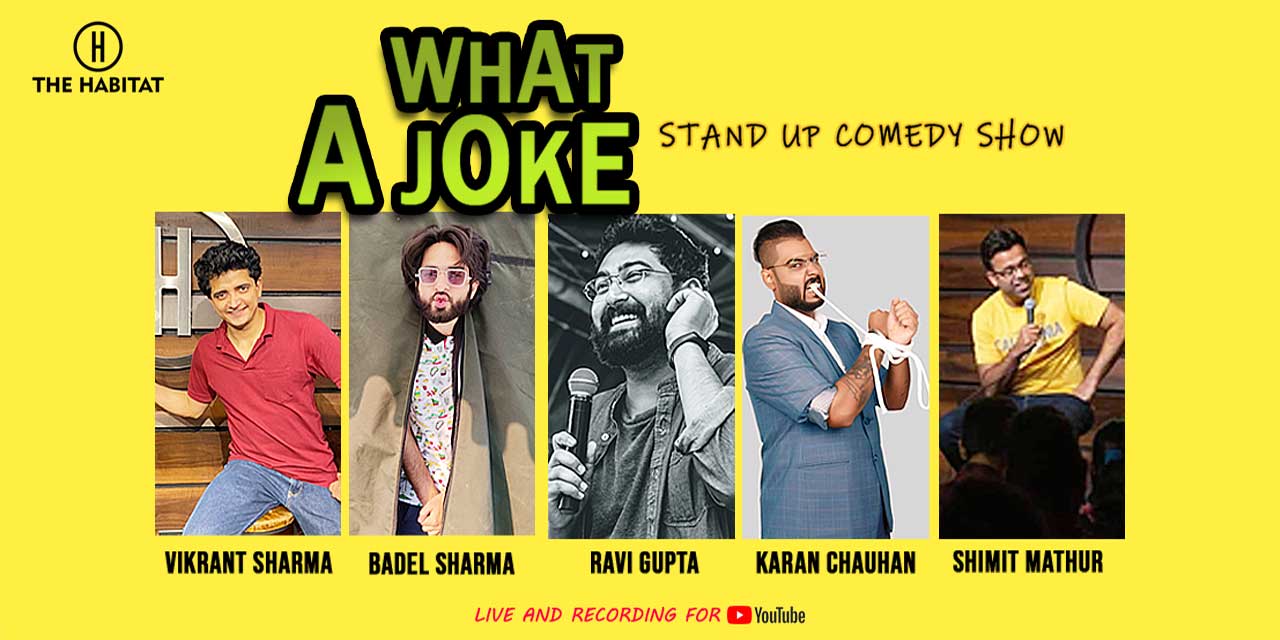 H
THE HABITAT
WHAT
A JOKE
STAND UP COMEDY SHOW
H
VIKRANT SHARMA
BADEL SHARMA
RAVI GUPTA
KARAN CHAUHAN
SHIMIT MATHUR
LIVE AND RECORDING FOR YouTube